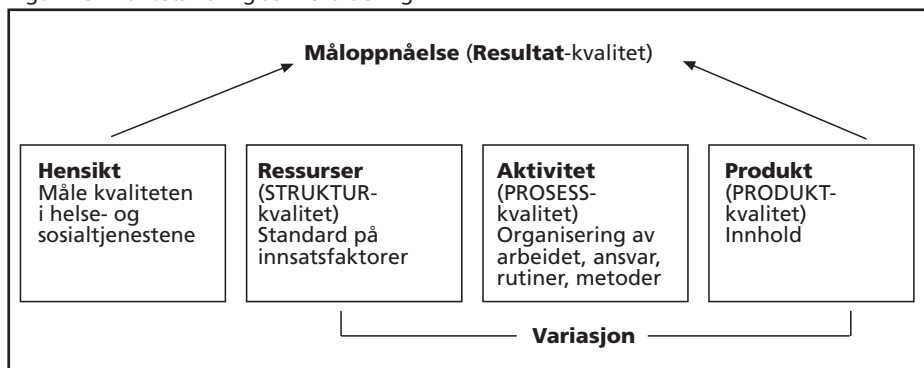 Måloppnåelse (Resultat-kvalitet)
Hensikt
Måle kvaliteten
i helse- og
sosialtjenestene
Ressurser
(STRUKTUR-
kvalitet)
Standard på
innsatsfaktorer
Aktivitet
(PROSESS-
kvalitet)
Organisering av
arbeidet, ansvar,
rutiner, metoder
Produkt
(PRODUKT-
kvalitet)
Innhold
Variasjon